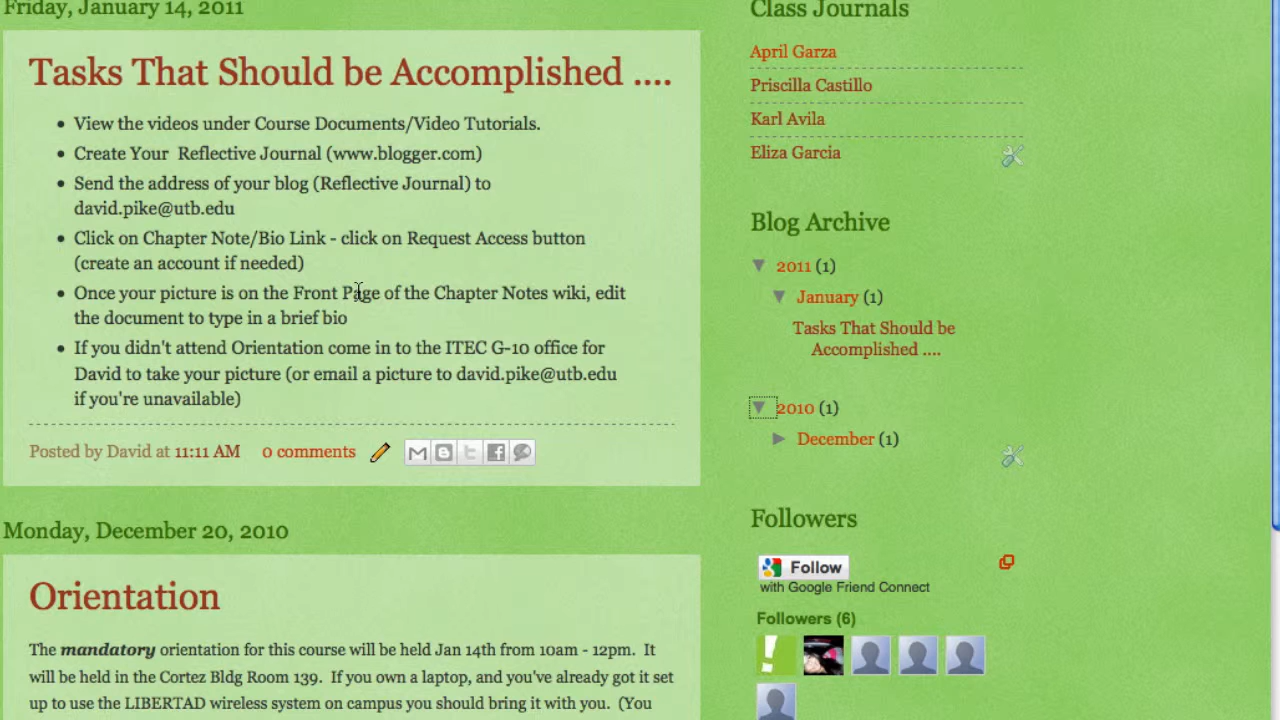 Friday, January 14, 2011
Tasks That Should be Accomplished ....
View the videos under Course Documents/Video Tutorials.
Create Your Reflective Journal (www.blogger.com)
Send the address of your blog (Reflective Journal) to
david.pike@utb.edu
Click on Chapter Note/Bio Link - click on Request Access button
(create an account if needed)
Once your picture is on the Front Page of the Chapter Notes wiki, edit
the document to type in a brief bio
If you didn't attend Orientation come in to the ITEC G-10 office for
David to take your picture (or email a picture to david.pike@utb.edu
if you're unavailable)
Posted by David at 11:11 AM 0 comments
Monday, December 20, 2010
Orientation
The mandatory orientation for this course will be held Jan 14th from 10am - 12pm. It
will be held in the Cortez Bldg Room 139. If you own a laptop, and you've already got it set
up to use the LIBERTAD wireless system on campus you should bring it with you. (You
Class Journals
April Garza
Priscilla Castillo
Karl Avila
Eliza Garcia
Blog Archive
▼ 2011 (1)
▼ January (1)
Tasks That Should be
Accomplished ....
▼ 2010 (1)
► December (1)
Followers
Follow
with Google Friend Connect
Followers (6)